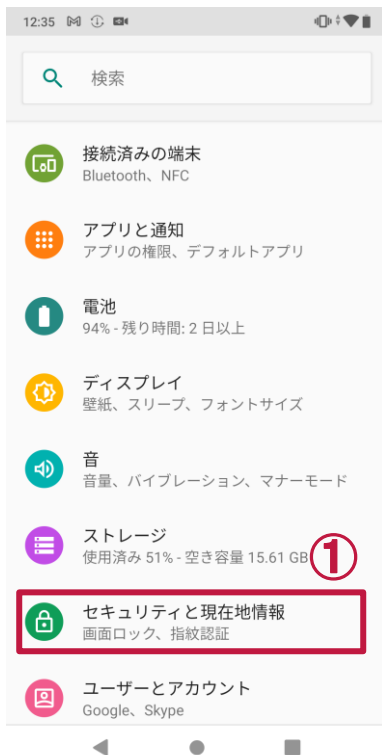 12:35
検索
接続済みの端末
Bluetooth、NFC
アプリと通知
アプリの権限、デフォルトアプリ
電池
94% - 残り時間: 2 日以上
ディスプレイ
壁紙、スリープ、フォントサイズ
音
音量、バイブレーション、マナーモード
ストレージ
使用済み 51% - 空き容量 15.61 GB
①
セキュリティと現在地情報
画面ロック、指紋認証
ユーザーとアカウント
Google、Skype